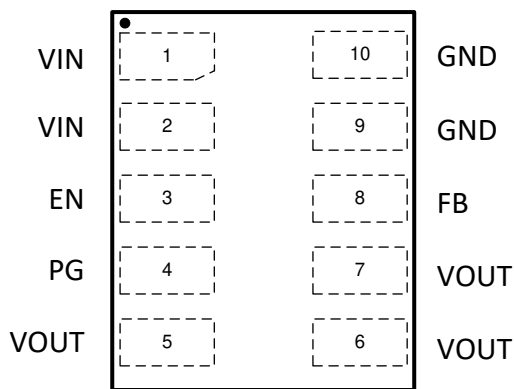 VIN 1 10 GND
VIN 2 9 GND
EN 3 8 FB
PG 4 7 VOUT
VOUT 5 6 VOUT